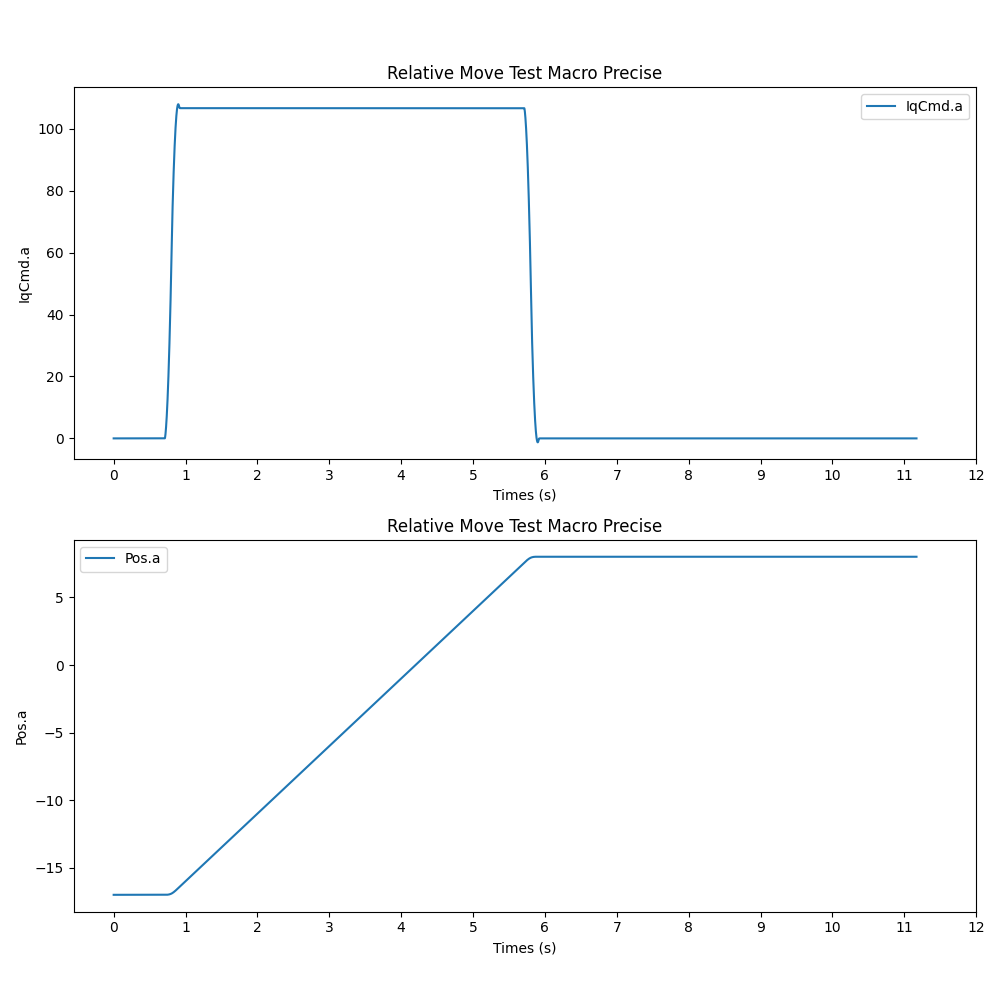 Relative Move Test Macro Precise
IqCmd.a
100
80
60
40
20
0
IqCmd.a
0 1 2 3 4 5 6 7 8 9 10 11 12
Times (s)
Relative Move Test Macro Precise
Pos.a
5
0
−5
−10
−15
Pos.a
0 1 2 3 4 5 6 7 8 9 10 11 12
Times (s)